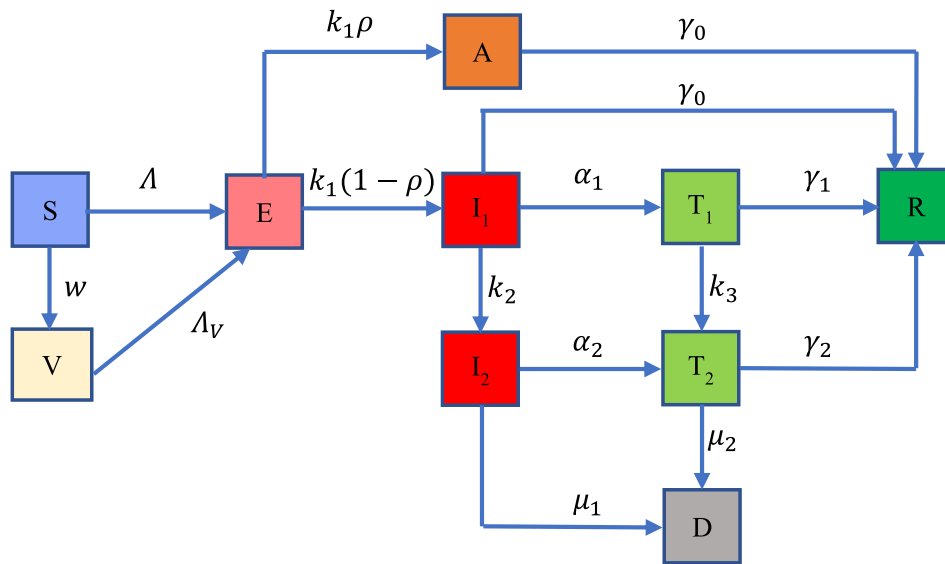 k₁ρ
A
γ₀
γ₀
S
Λ
E
k₁(1 − ρ)
I₁
α₁
T₁
γ₁
R
w
k₂
k₃
V
Λ_V
I₂
α₂
T₂
γ₂
μ₂
μ₁
D